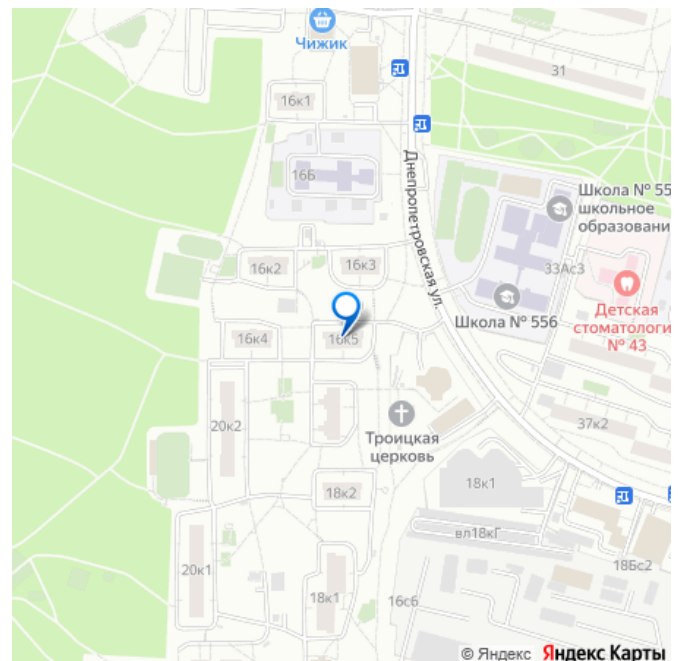 Чижик
31
16к1
Днепропетровская ул.
16Б
Школа № 55
школьное
образовани
16к2
16к3
33Ас3
Школа № 556
Детская
стоматологи
№ 43
16к4
16к5
20к2
Троицкая
церковь
37к2
18к2
18к1
вл18кГ
18Бс2
20к1
18к1
16с6
© Яндекс Яндекс Карты